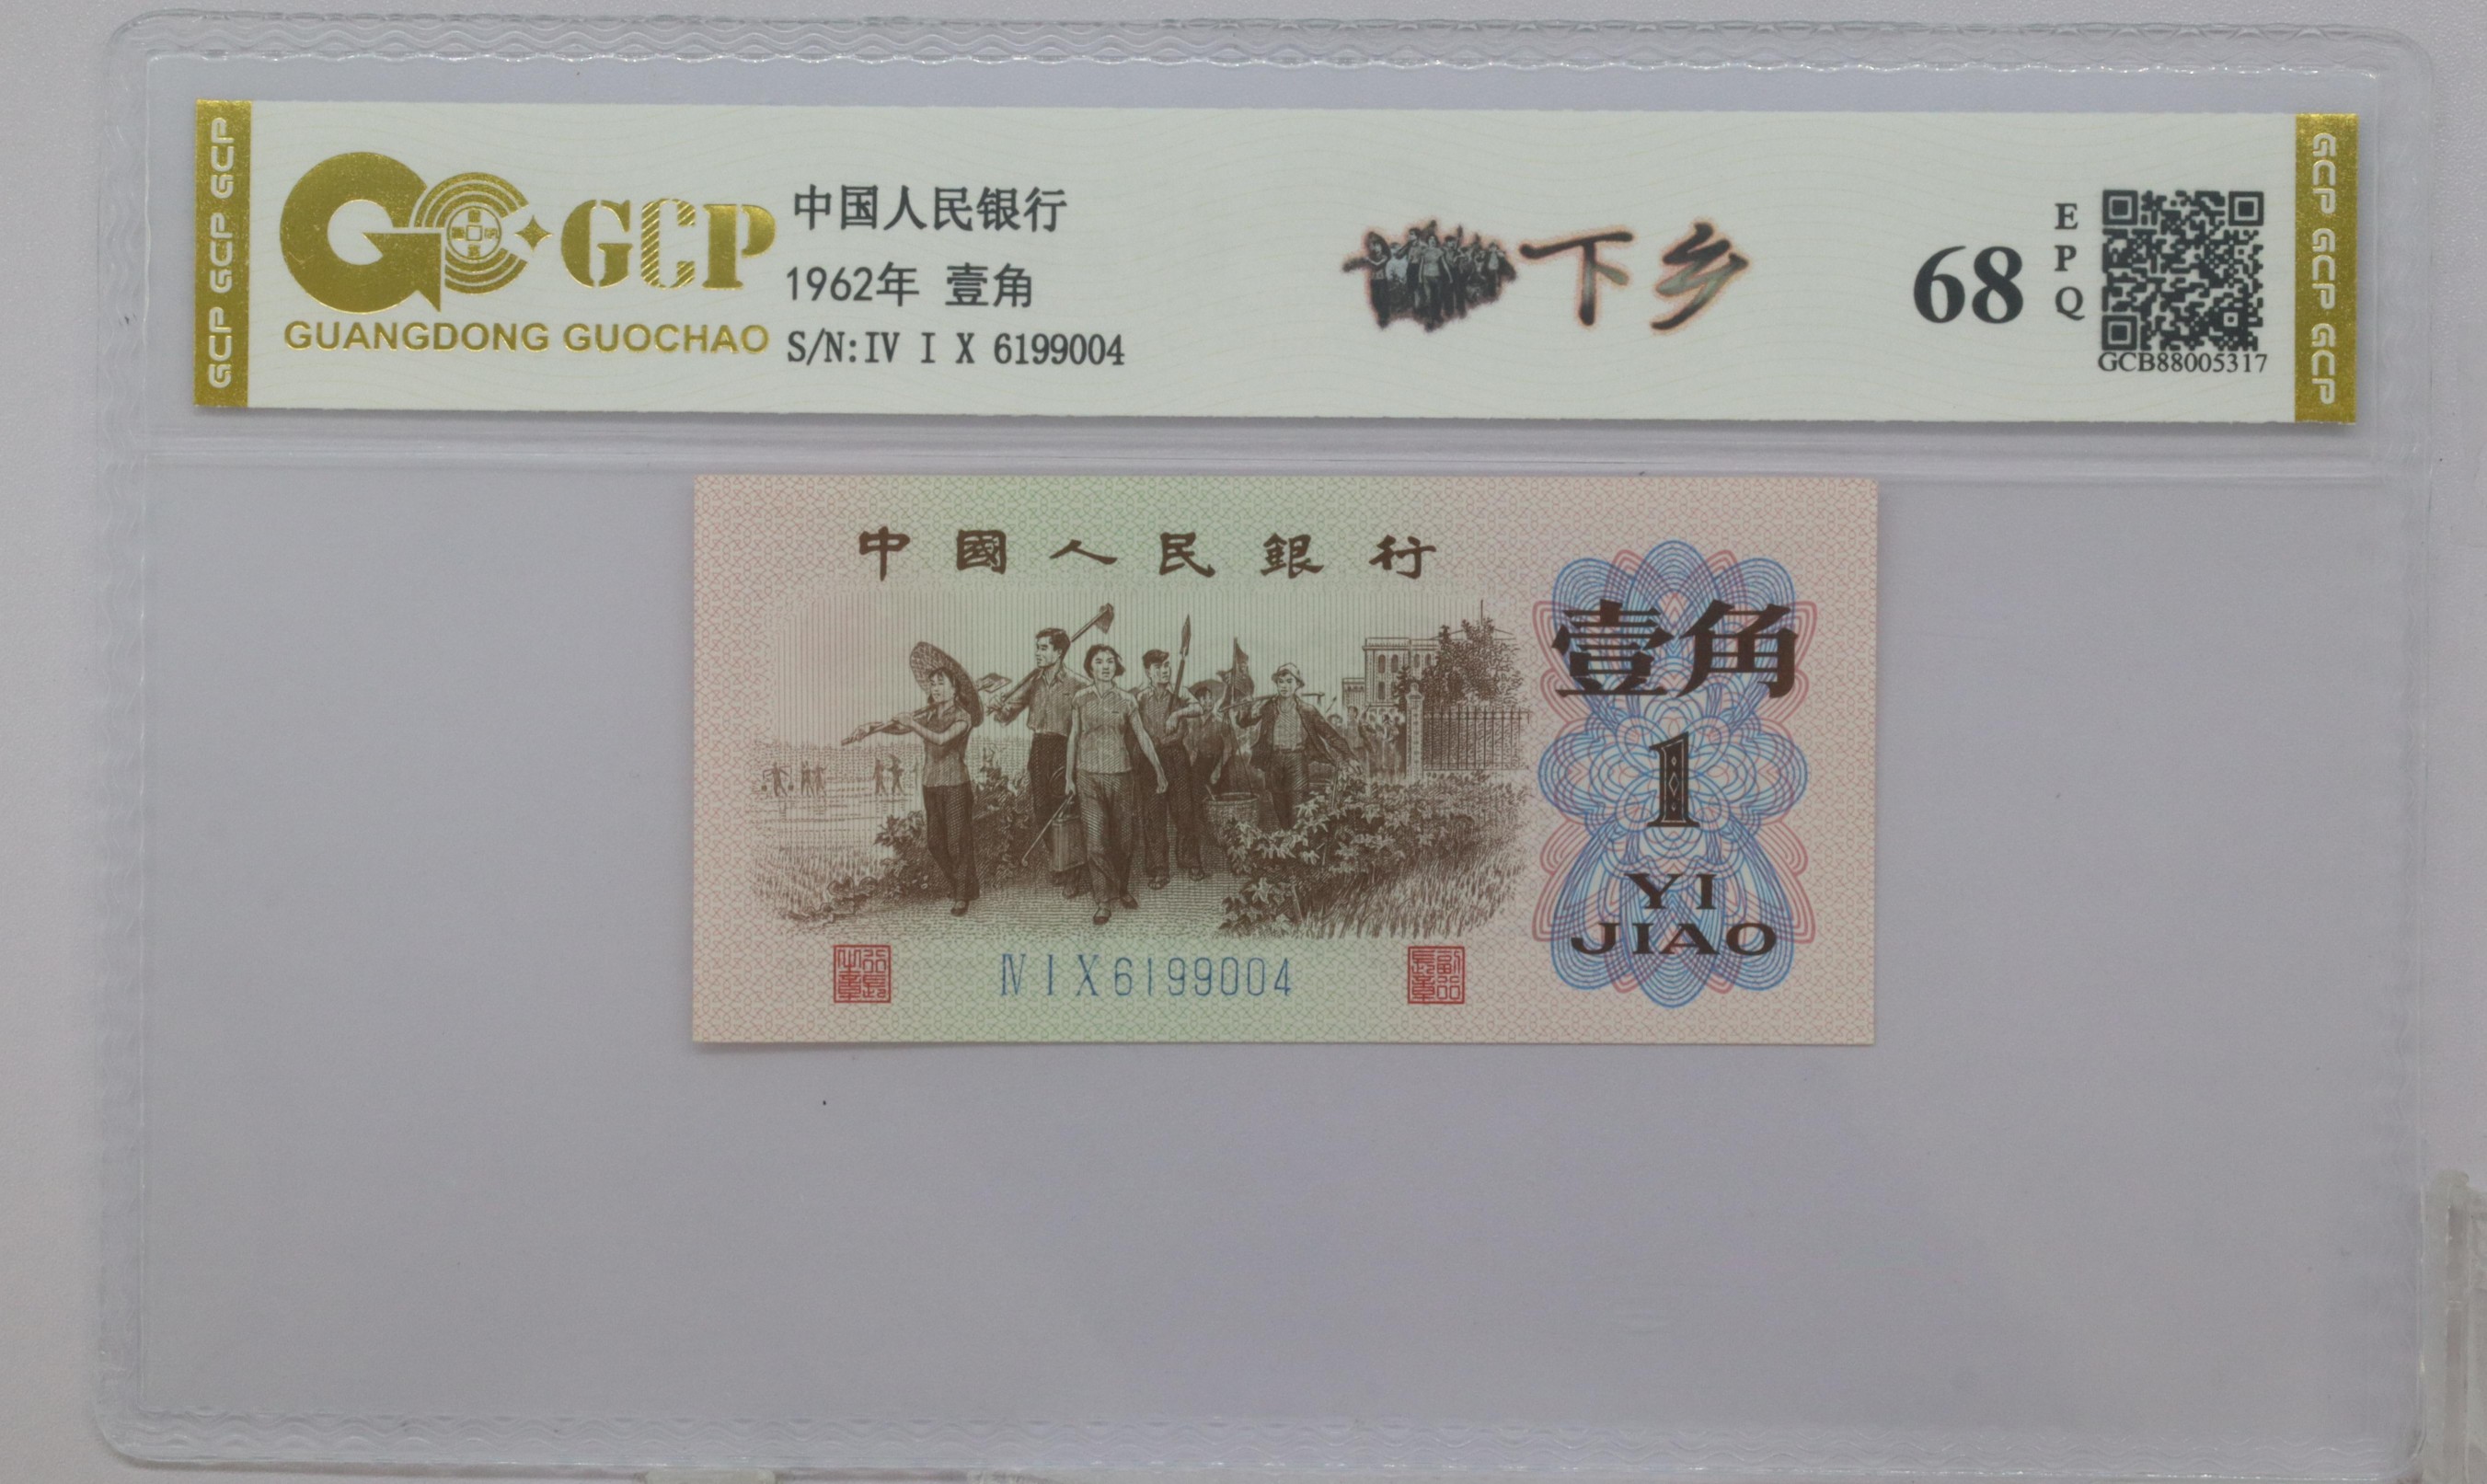 GCP GCP GCP
GCP
GUANGDONG GUOCHAO
中国人民银行
1962年 壹角
S/N:IV I X 6199004
下乡
68
EPQ
GCB88005317
GCP GCP GCP
中國人民銀行
壹角
1
YI
JIAO
Ⅳ I X 6199004